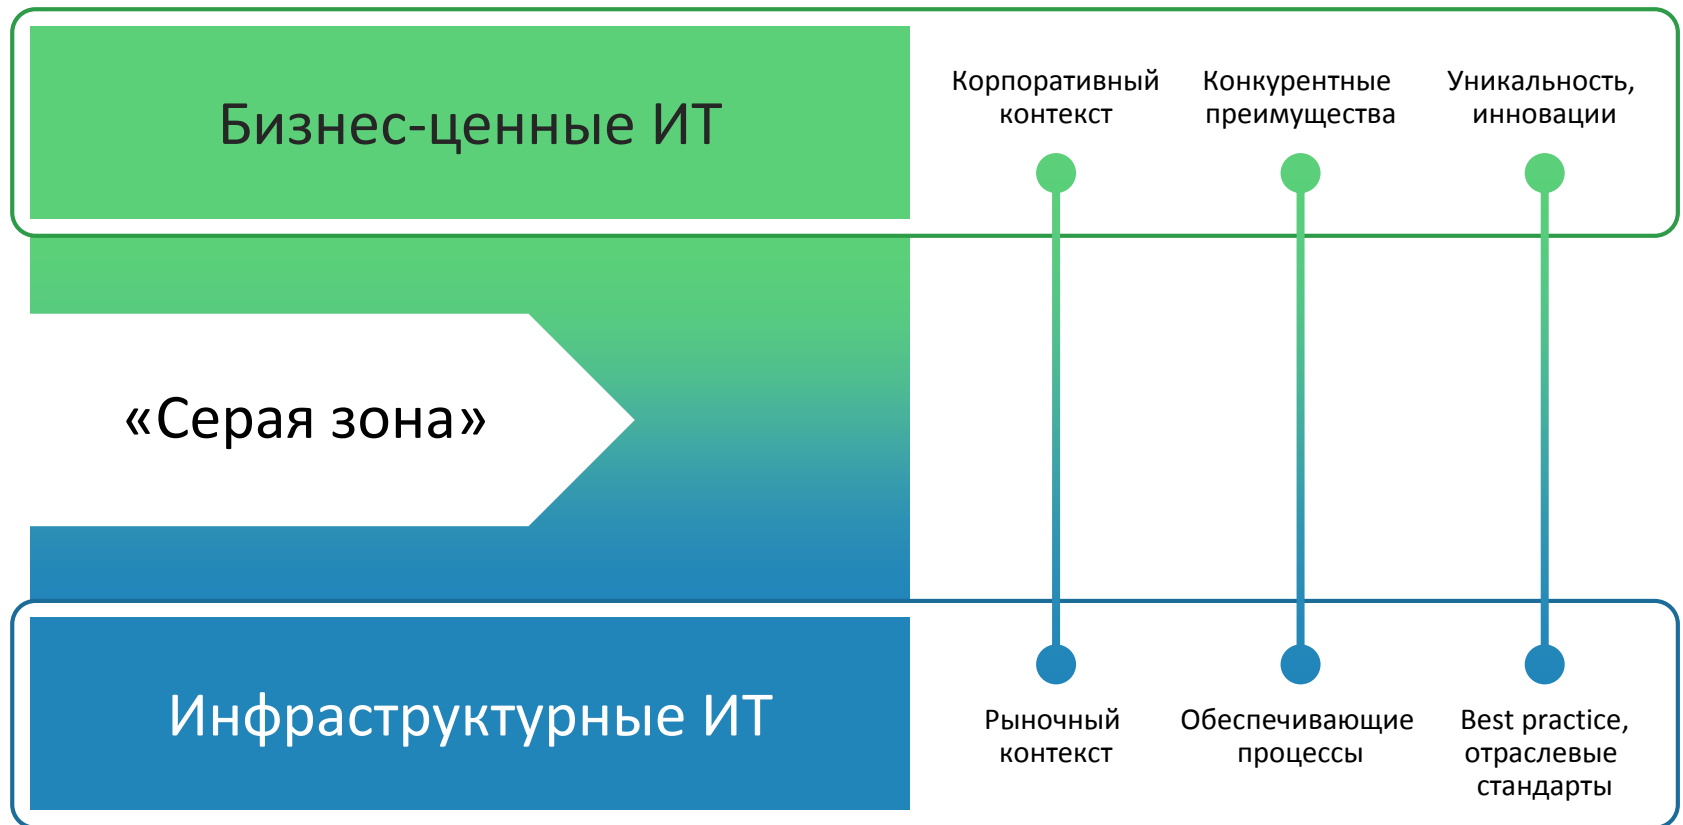 Бизнес-ценные ИТ
Корпоративный
контекст
Конкурентные
преимущества
Уникальность,
инновации
«Серая зона»
Инфраструктурные ИТ
Рыночный
контекст
Обеспечивающие
процессы
Best practice,
отраслевые
стандарты